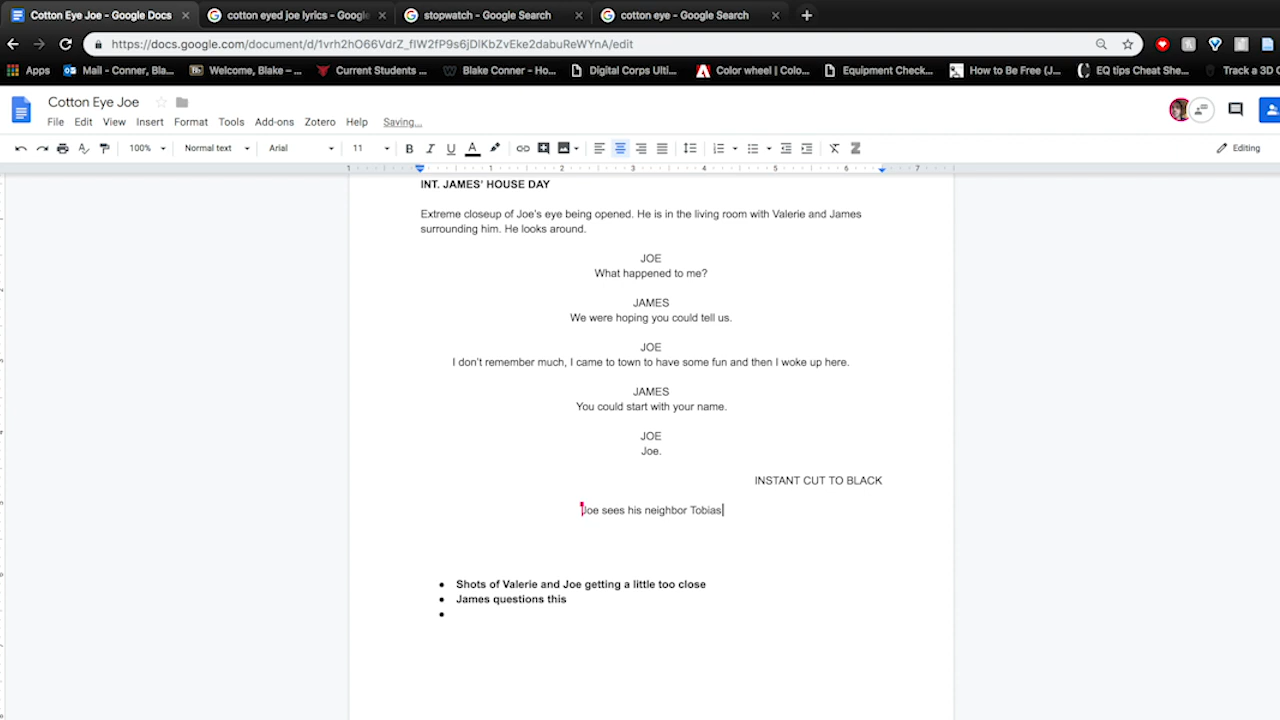 Cotton Eye Joe - Google Docs
cotton eyed joe lyrics - Google
stopwatch - Google Search
cotton eye - Google Search
https://docs.google.com/document/d/1vrh2hO66VdrZ_fIW2fP9s6jDlKbZvEke2dabuReWYnA/edit
Apps Mail - Conner, Bla... Welcome, Blake – ... Current Students ... Blake Conner - Ho... Digital Corps Ulti... Color wheel | Colo... Equipment Check... How to Be Free (J... EQ tips Cheat She... Track a 3D
Cotton Eye Joe
File Edit View Insert Format Tools Add-ons Zotero Help Saving...
100% Normal text Arial 11 B I U A Z Editing
1 1 2 3 4 5 6 7
INT. JAMES' HOUSE DAY
Extreme closeup of Joe's eye being opened. He is in the living room with Valerie and James
surrounding him. He looks around.
JOE
What happened to me?
JAMES
We were hoping you could tell us.
JOE
I don't remember much, I came to town to have some fun and then I woke up here.
JAMES
You could start with your name.
JOE
Joe.
INSTANT CUT TO BLACK
Joe sees his neighbor Tobias
• Shots of Valerie and Joe getting a little too close
• James questions this
•